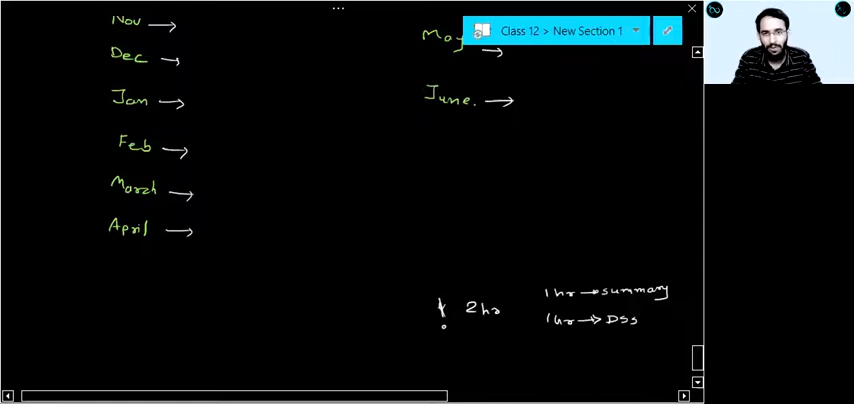 Nov →
Dec →
Jan →
Feb →
March →
April →
May →
June. →
Class 12 > New Section 1
! 2 hr
1 hr → summary
1 hr → DSS